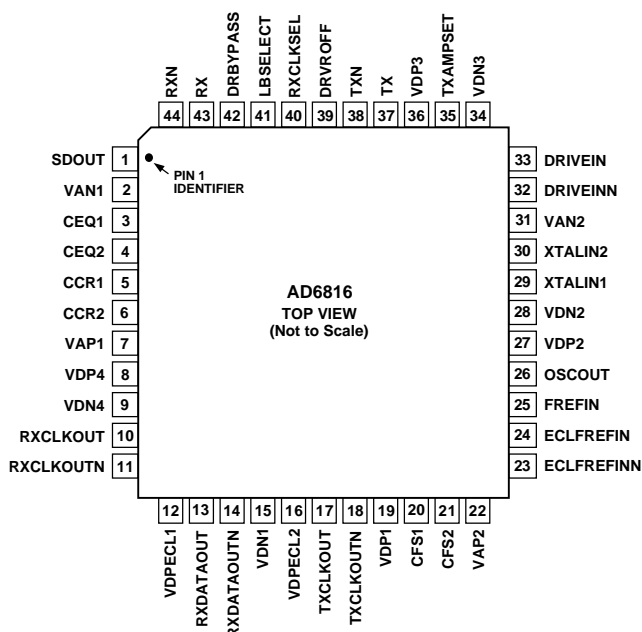 RXN
RX
DRBYPASS
LBSELECT
RXCLKSEL
DRVROFF
TXN
TX
VDP3
TXAMPSET
VDN3
44 43 42 41 40 39 38 37 36 35 34
SDOUT 1
VAN1 2
CEQ1 3
CEQ2 4
CCR1 5
CCR2 6
VAP1 7
VDP4 8
VDN4 9
RXCLKOUT 10
RXCLKOUTN 11
PIN 1
IDENTIFIER
AD6816
TOP VIEW
(Not to Scale)
33 DRIVEIN
32 DRIVEINN
31 VAN2
30 XTALIN2
29 XTALIN1
28 VDN2
27 VDP2
26 OSCOUT
25 FREFIN
24 ECLFREFIN
23 ECLFREFINN
12 13 14 15 16 17 18 19 20 21 22
VDPECL1
RXDATAOUT
RXDATAOUTN
VDN1
VDPECL2
TXCLKOUT
TXCLKOUTN
VDP1
CFS1
CFS2
VAP2